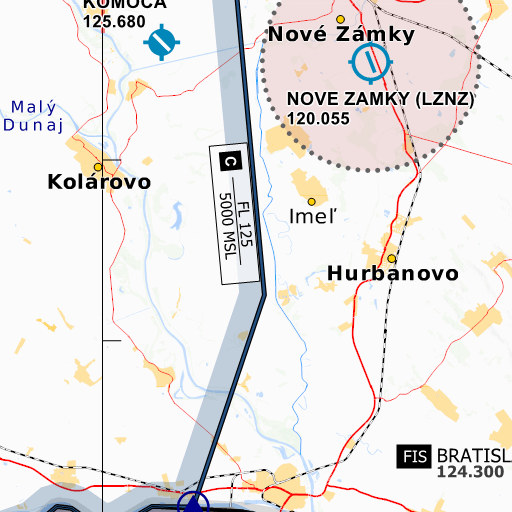 KOMOČA
125.680
Nové Zámky
NOVE ZAMKY (LZNZ)
120.055
Malý
Dunaj
Kolárovo
C
FL 125
5000 MSL
Imeľ
Hurbanovo
FIS BRATISL
124.300